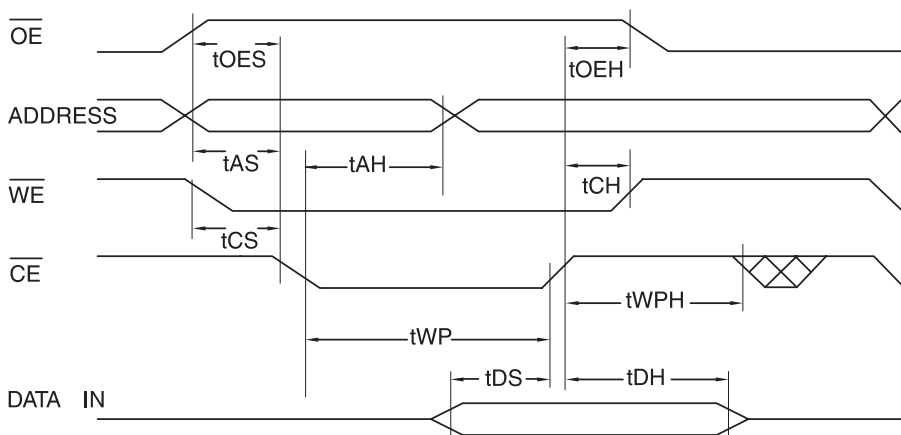 OE
tOES
tOEH
ADDRESS
tAS
tAH
tCH
WE
tCS
CE
tWPH
tWP
tDS
tDH
DATA IN